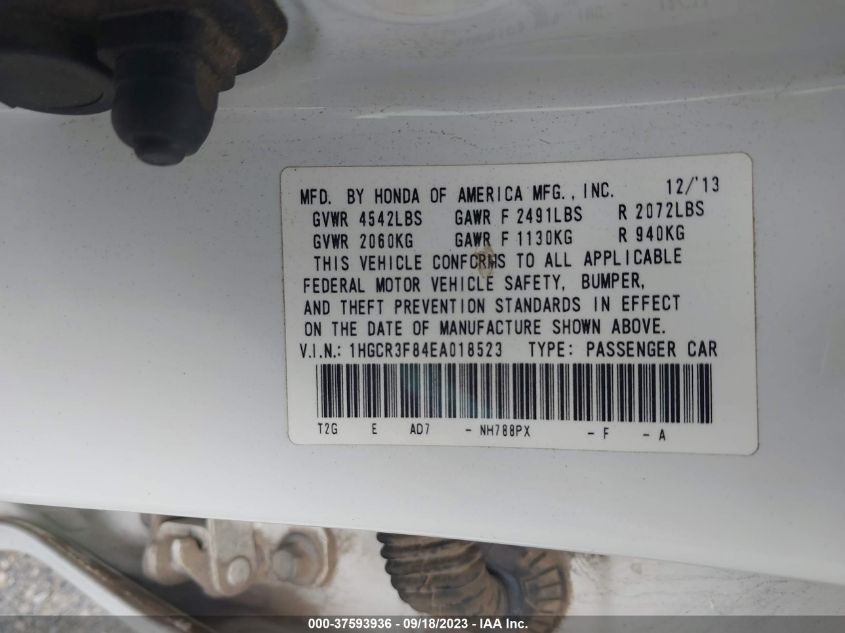 MFD. BY HONDA OF AMERICA MFG., INC. 12/'13
GVWR 4542LBS GAWR F 2491LBS R 2072LBS
GVWR 2060KG GAWR F 1130KG R 940KG
THIS VEHICLE CONFORMS TO ALL APPLICABLE
FEDERAL MOTOR VEHICLE SAFETY, BUMPER,
AND THEFT PREVENTION STANDARDS IN EFFECT
ON THE DATE OF MANUFACTURE SHOWN ABOVE.
V.I.N.: 1HGCR3F84EA018523 TYPE: PASSENGER CAR
T2G E AD7 - NH788PX - F - A
000-37593936 - 09/18/2023 - IAA Inc.